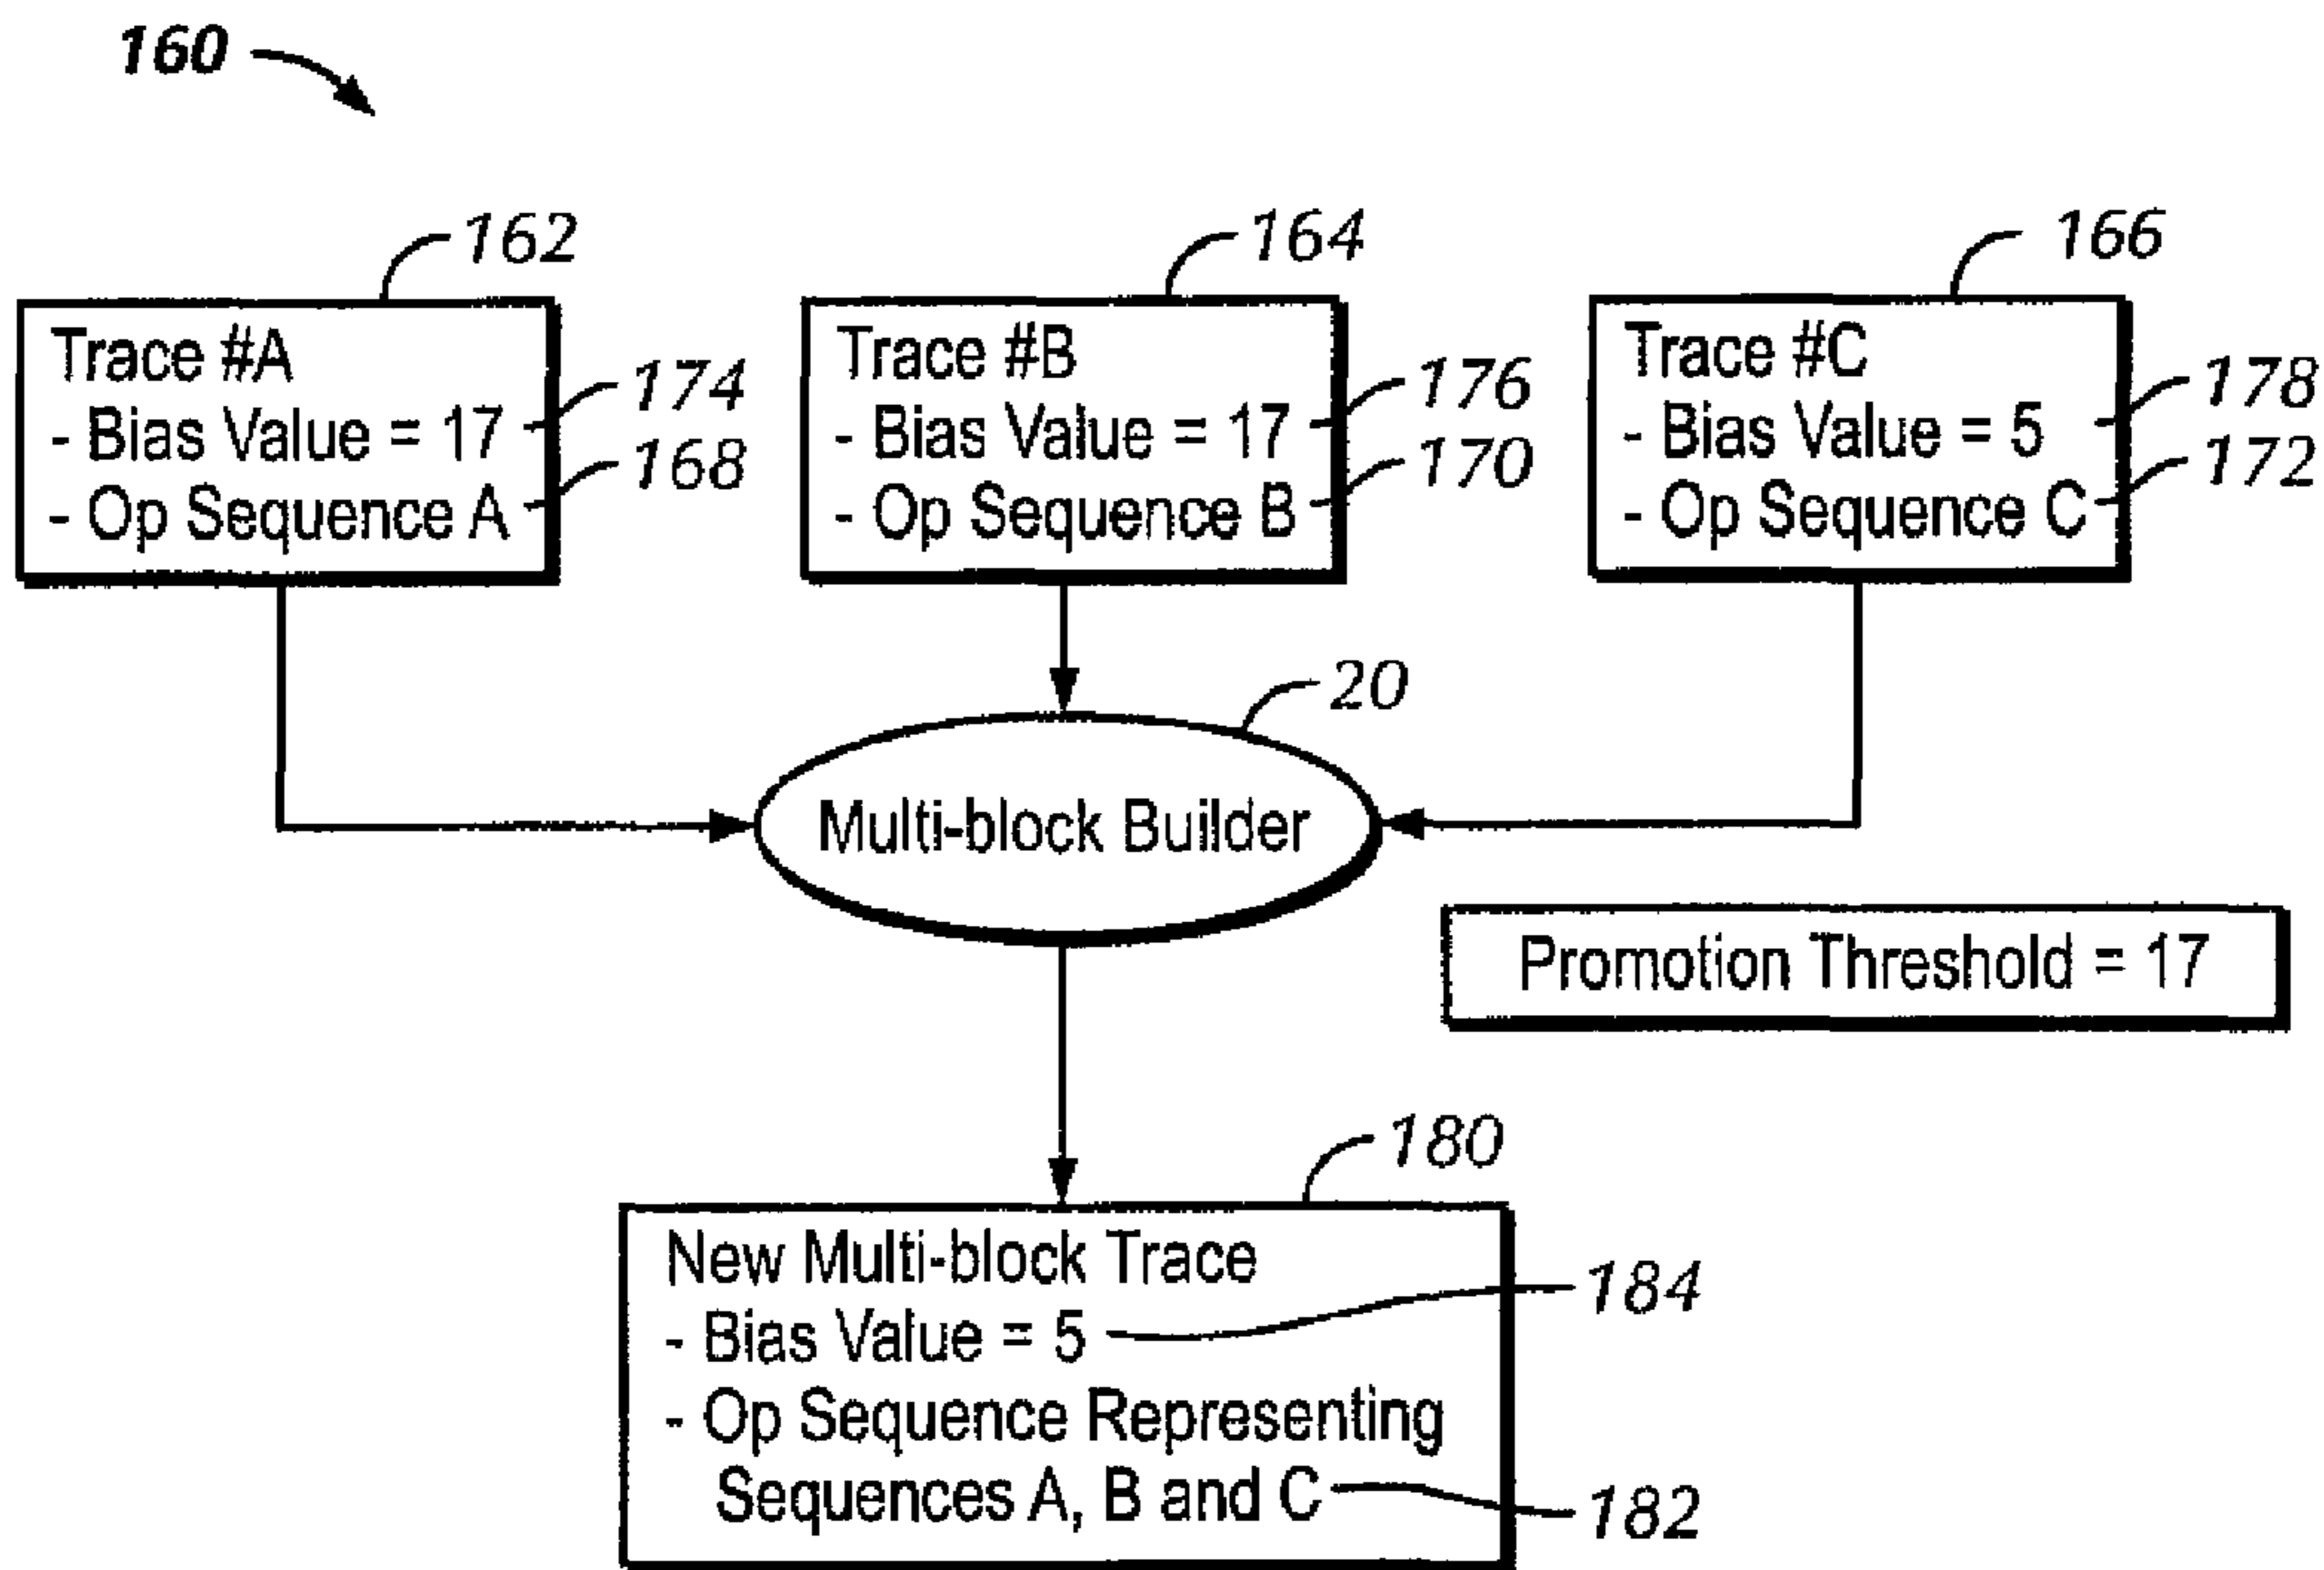 160
162
164
166
Trace #A
- Bias Value = 17
- Op Sequence A
174
168
Trace #B
- Bias Value = 17
- Op Sequence B
176
170
Trace #C
- Bias Value = 5
- Op Sequence C
178
172
20
Multi-block Builder
Promotion Threshold = 17
180
New Multi-block Trace
- Bias Value = 5
- Op Sequence Representing
Sequences A, B and C
184
182